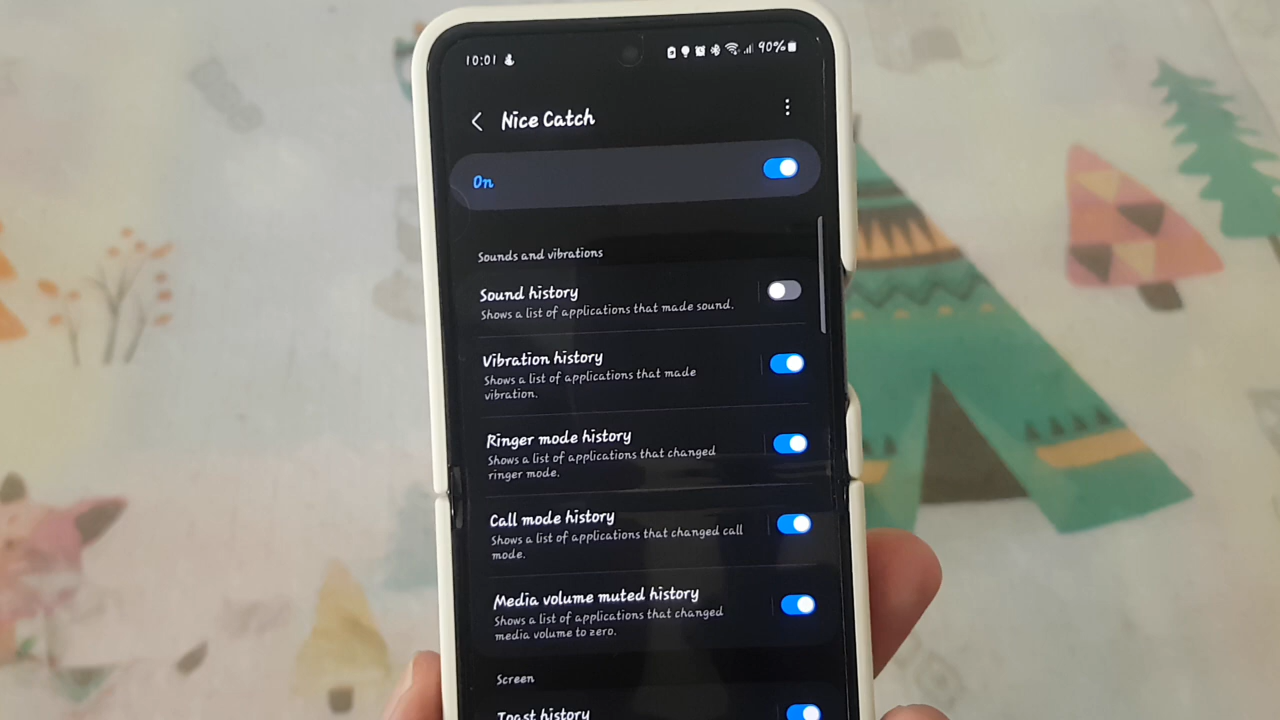 10:01
90%
Nice Catch
On
Sounds and vibrations
Sound history
Shows a list of applications that made sound.
Vibration history
Shows a list of applications that made
vibration.
Ringer mode history
Shows a list of applications that changed
ringer mode.
Call mode history
Shows a list of applications that changed call
mode.
Media volume muted history
Shows a list of applications that changed
media volume to zero.
Screen
Toast history